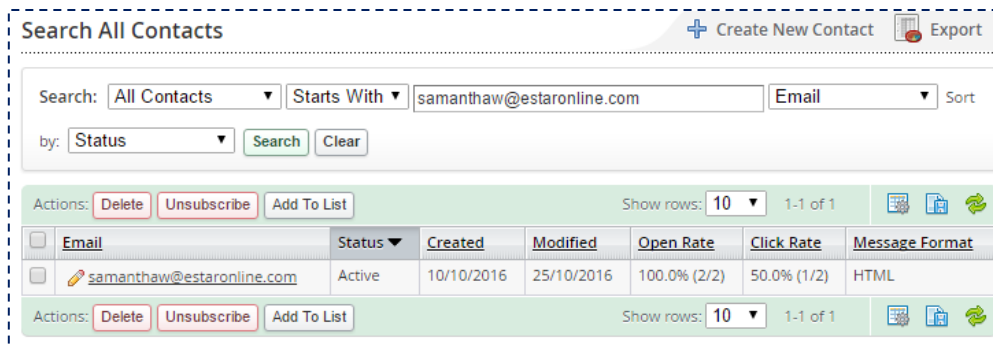 Search All Contacts Create New Contact Export
Search: All Contacts Starts With samanthaw@estaronline.com Email Sort
by: Status Search Clear
Actions: Delete Unsubscribe Add To List Show rows: 10 1-1 of 1
Email Status Created Modified Open Rate Click Rate Message Format
samanthaw@estaronline.com Active 10/10/2016 25/10/2016 100.0% (2/2) 50.0% (1/2) HTML
Actions: Delete Unsubscribe Add To List Show rows: 10 1-1 of 1